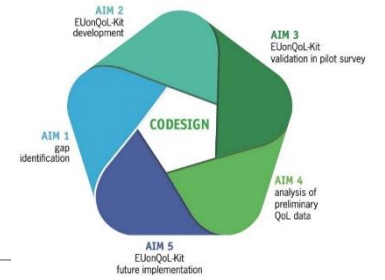 AIM 2
EUonQoL-Kit
development
AIM 3
EUonQoL-Kit
validation in pilot survey
CODESIGN
AIM 1
gap
identification
AIM 4
analysis of
preliminary
QoL data
AIM 5
EUonQoL-Kit
future implementation